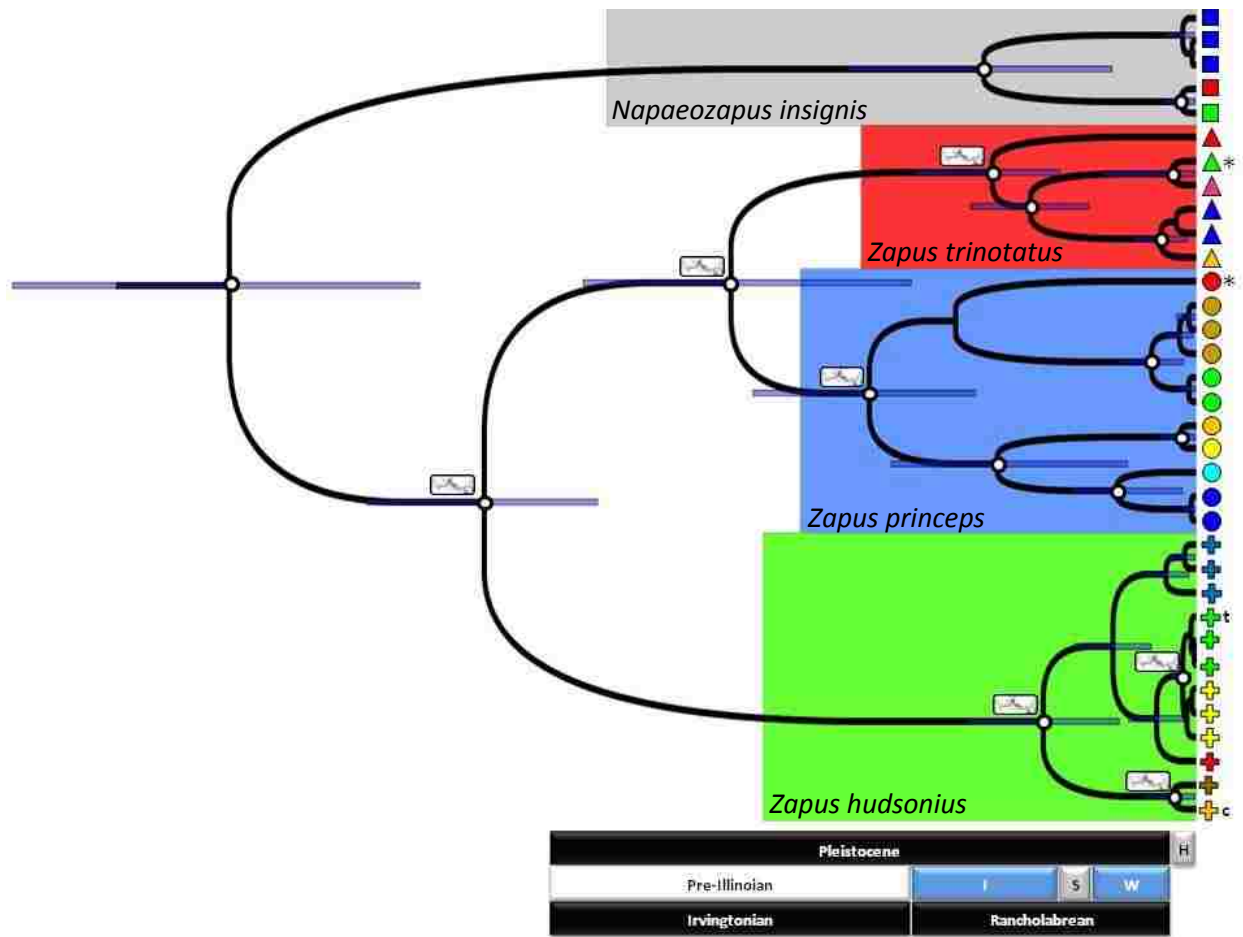 Napaeozapus insignis
*
Zapus trinotatus
*
Zapus princeps
t
Zapus hudsonius
c
Pleistocene H
Pre-Illinoian I S W
Irvingtonian Rancholabrean